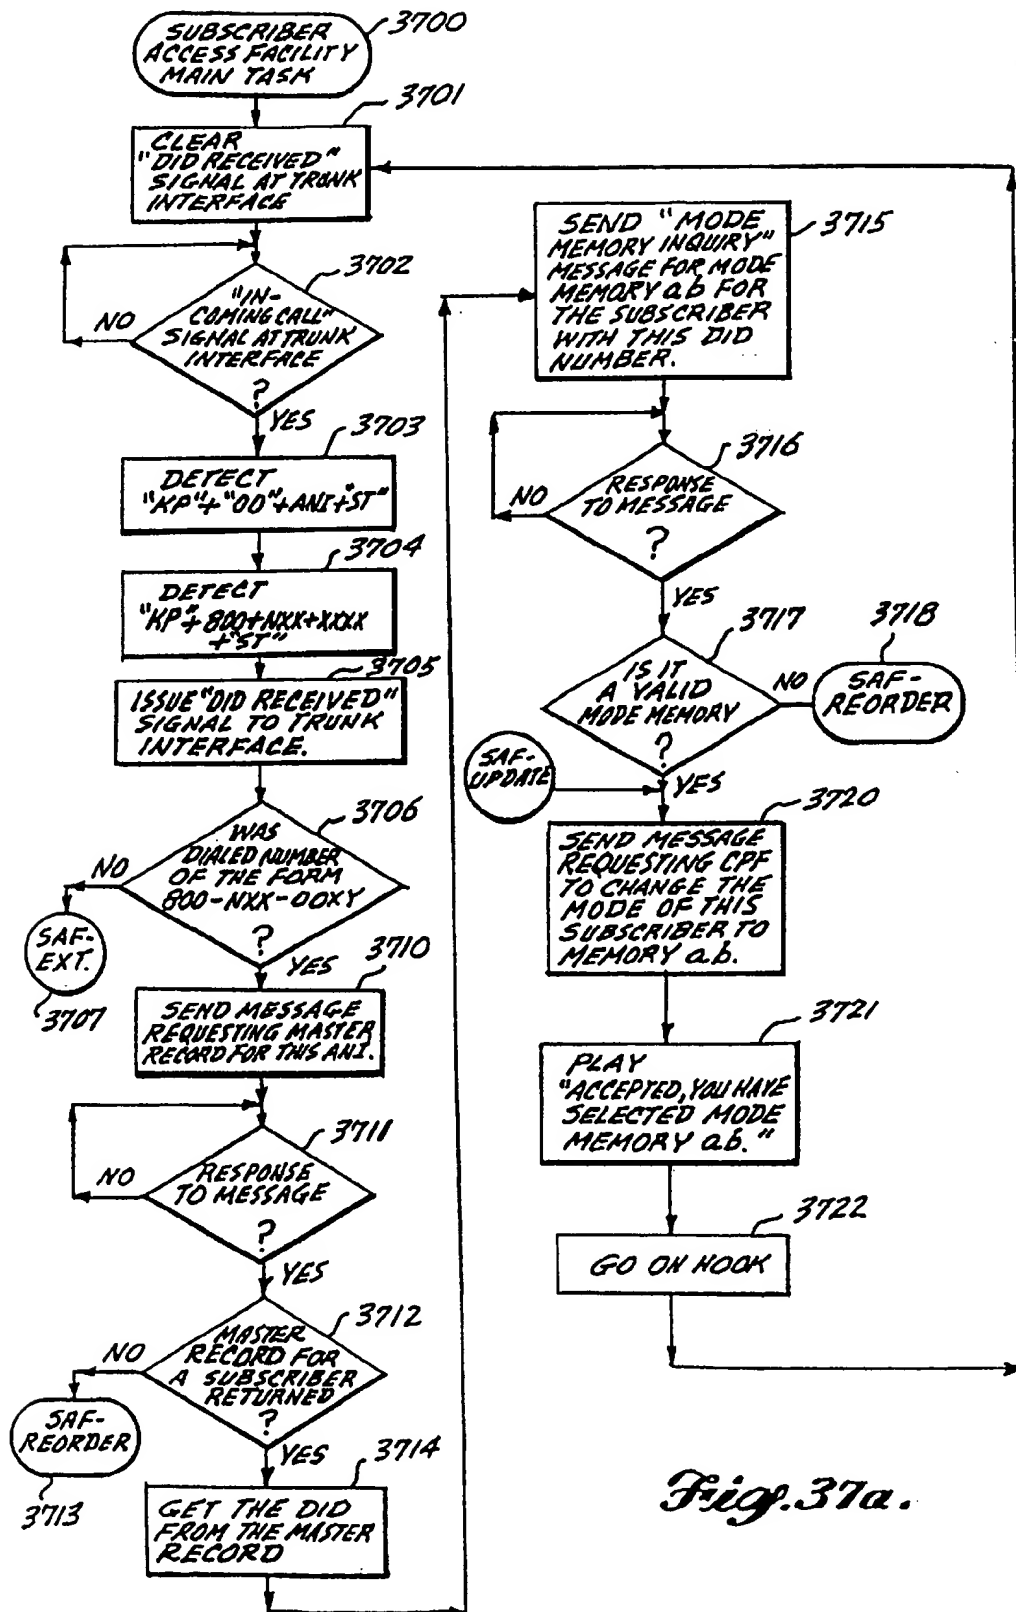 SUBSCRIBER
ACCESS FACILITY
MAIN TASK
3700
3701
CLEAR
"DID RECEIVED"
SIGNAL AT TRUNK
INTERFACE
3702
"IN-
COMING CALL"
SIGNAL AT TRUNK
INTERFACE
?
NO
YES
3703
DETECT
"KP"+"00"+ANI+"ST"
3704
DETECT
"KP"+800+NXX+XXXX
+"ST"
3705
ISSUE "DID RECEIVED"
SIGNAL TO TRUNK
INTERFACE.
3706
WAS
DIALED NUMBER
OF THE FORM
800-NXX-00XY
?
NO
YES
SAF-
EXT.
3707
3710
SEND MESSAGE
REQUESTING MASTER
RECORD FOR THIS ANI.
3711
RESPONSE
TO MESSAGE
?
NO
YES
3712
MASTER
RECORD FOR
A SUBSCRIBER
RETURNED
?
NO
YES
SAF-
REORDER
3713
3714
GET THE DID
FROM THE MASTER
RECORD
3715
SEND "MODE
MEMORY INQUIRY"
MESSAGE FOR MODE
MEMORY ab FOR
THE SUBSCRIBER
WITH THIS DID
NUMBER.
3716
RESPONSE
TO MESSAGE
?
NO
YES
3717
IS IT
A VALID
MODE MEMORY
?
NO
YES
3718
SAF-
REORDER
SAF-
UPDATE
3720
SEND MESSAGE
REQUESTING CPF
TO CHANGE THE
MODE OF THIS
SUBSCRIBER TO
MEMORY ab.
3721
PLAY
"ACCEPTED, YOU HAVE
SELECTED MODE
MEMORY ab."
3722
GO ON HOOK
Fig. 37a.